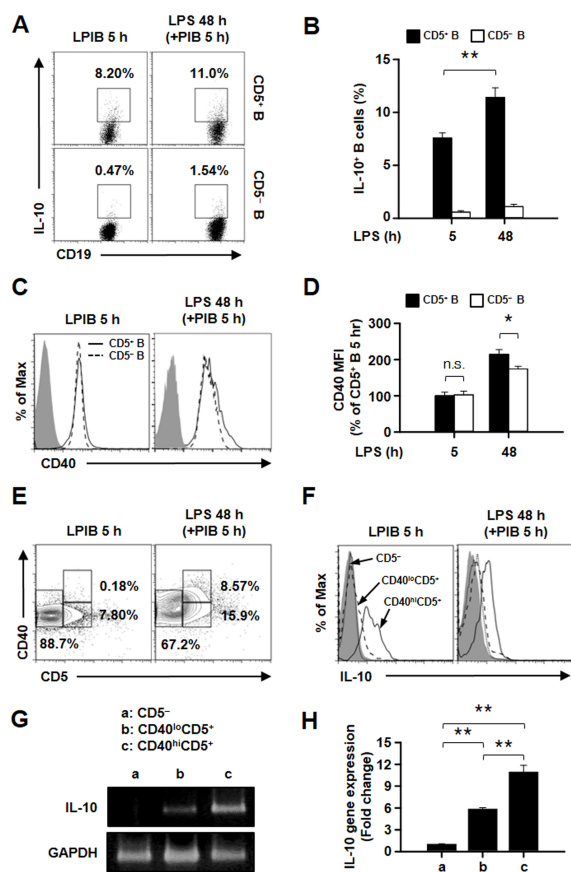 A
LPIB 5 h
LPS 48 h
(+PIB 5 h)
8.20%
11.0%
CD5⁺ B
0.47%
1.54%
CD5⁻ B
IL-10
CD19
B
CD5⁺ B
CD5⁻ B
IL-10⁺ B cells (%)
15
10
5
0
**
LPS (h)
5
48
C
LPIB 5 h
LPS 48 h
(+PIB 5 h)
CD5⁺ B
CD5⁻ B
% of Max
CD40
D
CD5⁺ B
CD5⁻ B
CD40 MFI
(% of CD5⁺ B 5 hr)
300
200
100
0
n.s.
*
LPS (h)
5
48
E
LPIB 5 h
LPS 48 h
(+PIB 5 h)
0.18%
7.80%
88.7%
8.57%
15.9%
67.2%
CD40
CD5
F
LPIB 5 h
LPS 48 h
(+PIB 5 h)
CD5⁻
CD40ˡᵒCD5⁺
CD40ʰⁱCD5⁺
% of Max
IL-10
G
a: CD5⁻
b: CD40ˡᵒCD5⁺
c: CD40ʰⁱCD5⁺
a
b
c
IL-10
GAPDH
H
IL-10 gene expression
(Fold change)
15
12
9
6
3
0
**
**
**
a
b
c